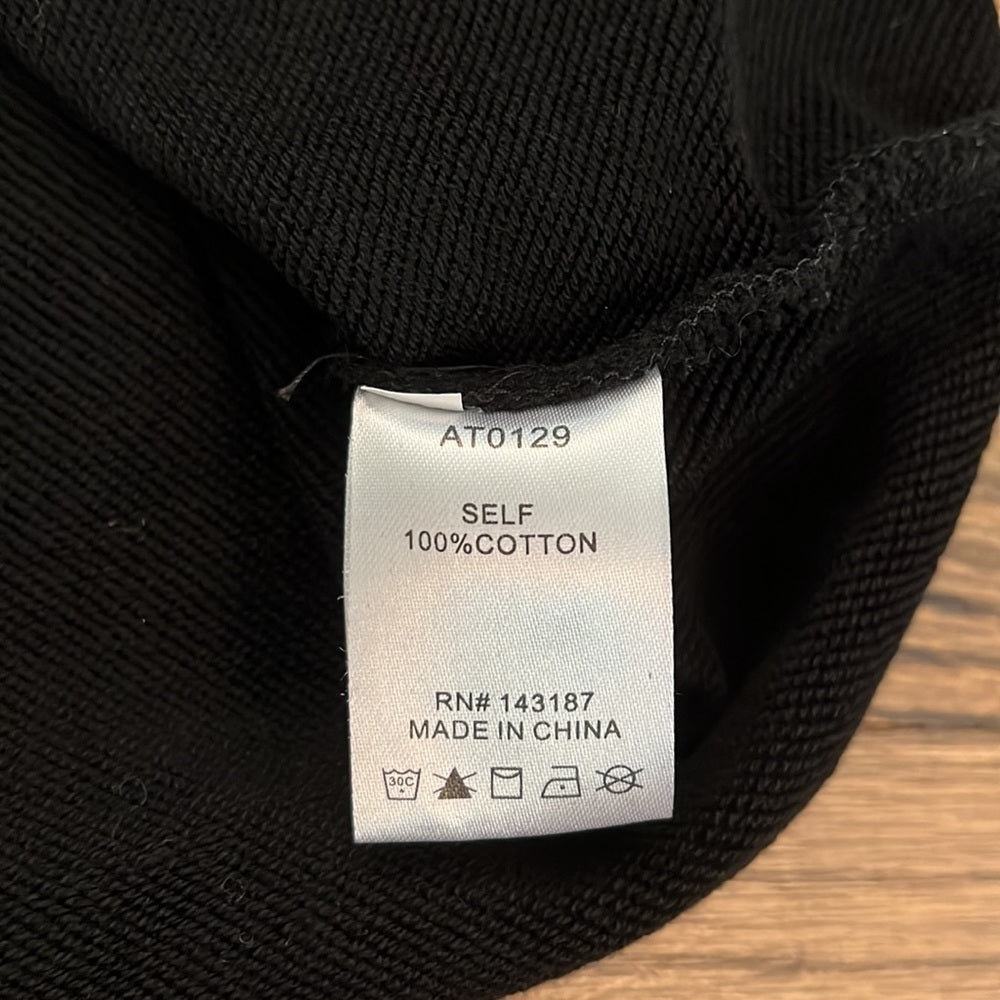 AT0129
SELF
100%COTTON
RN# 143187
MADE IN CHINA
30C